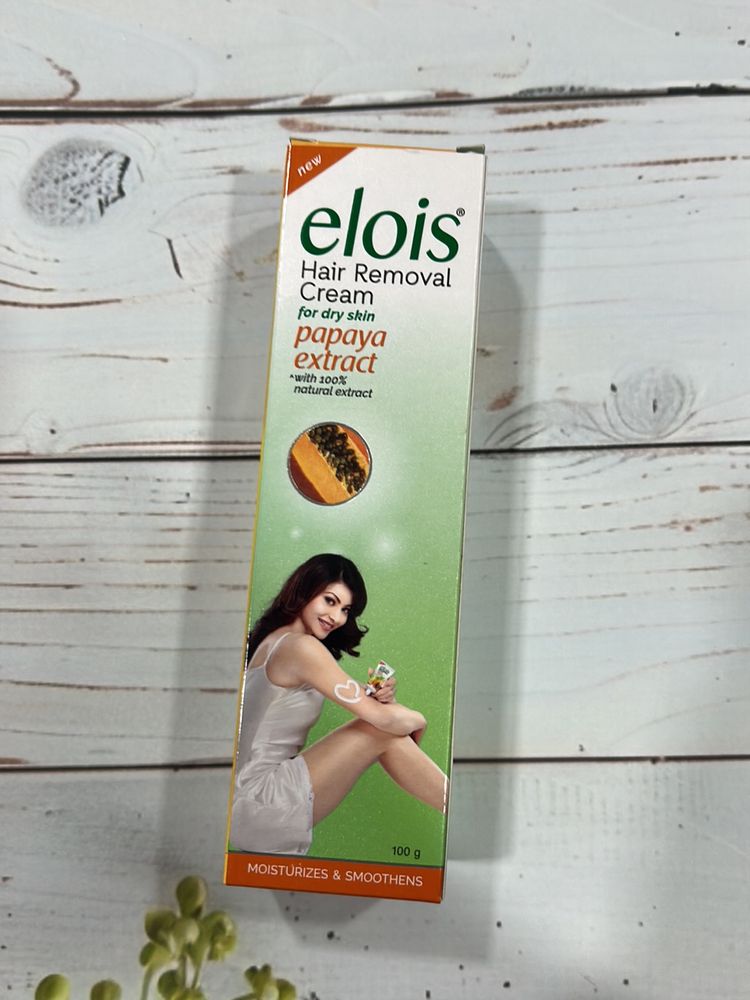 new
elois®
Hair Removal
Cream
for dry skin
papaya
extract
^with 100%
natural extract
100 g
MOISTURIZES & SMOOTHENS